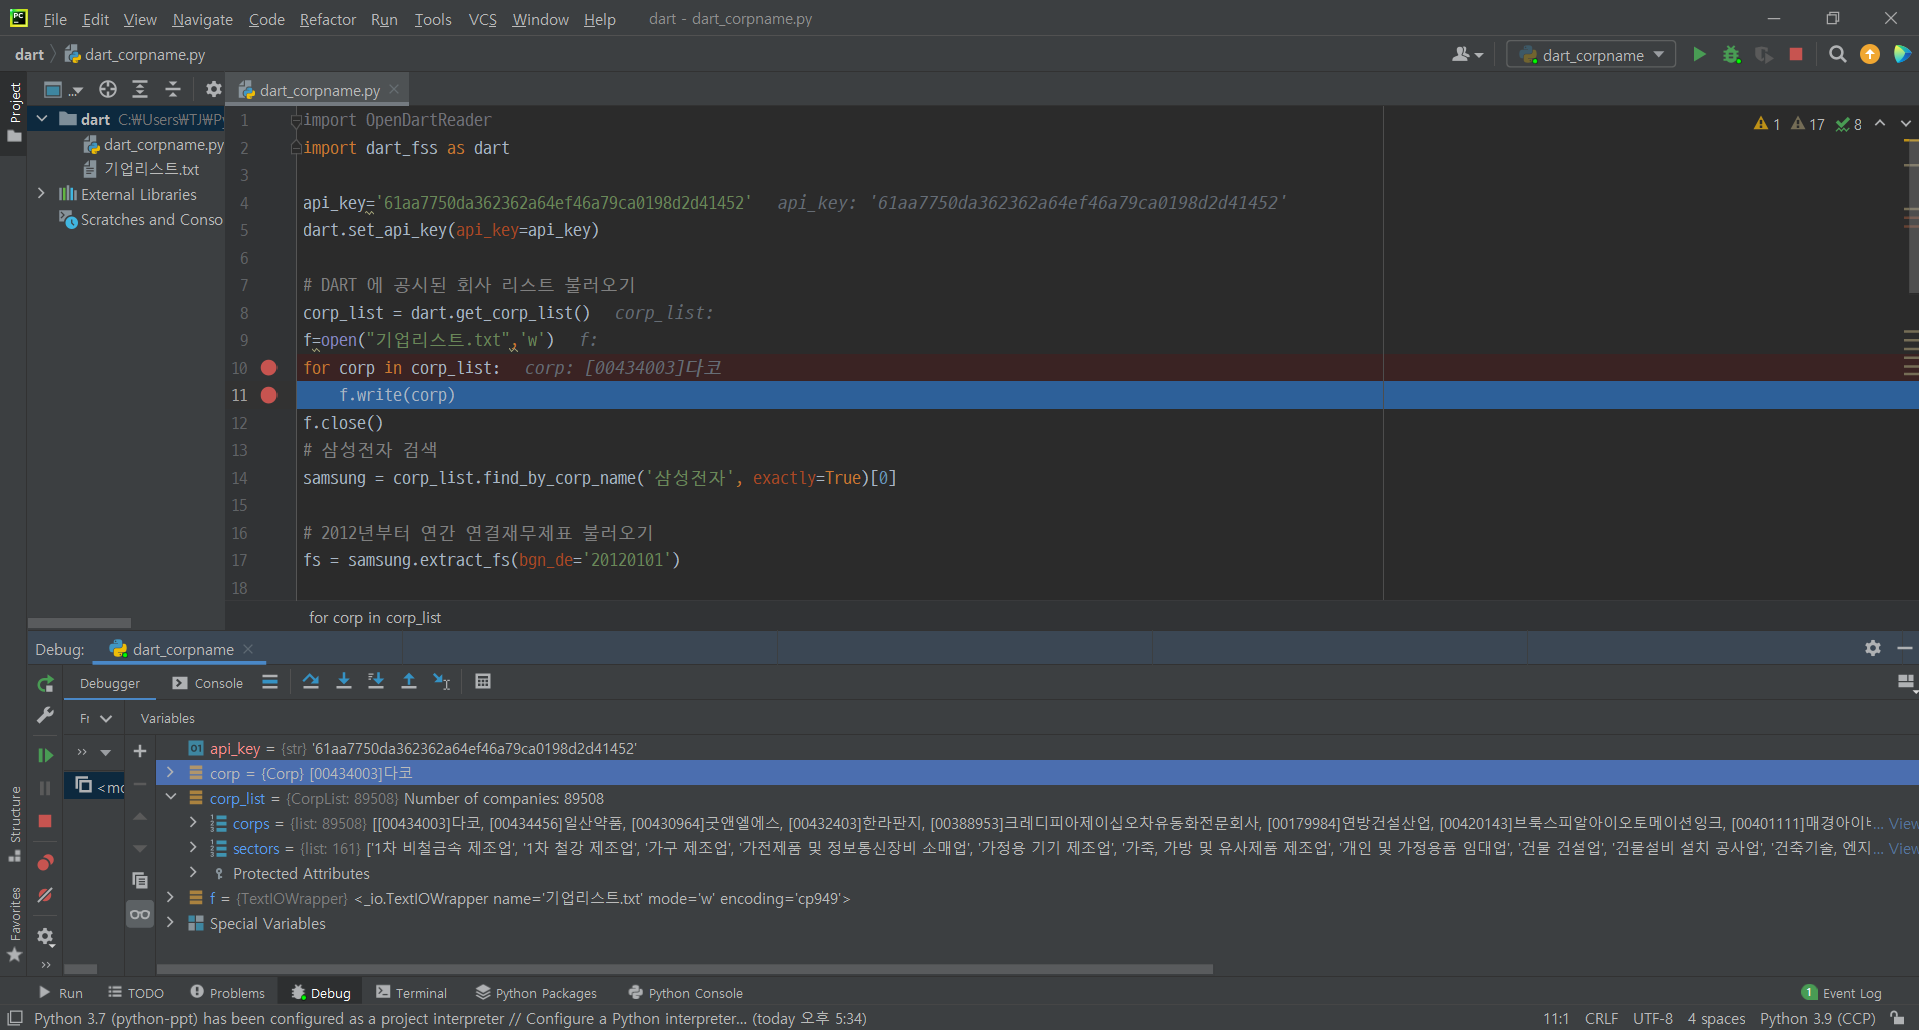 File Edit View Navigate Code Refactor Run Tools VCS Window Help dart - dart_corpname.py
dart dart_corpname.py dart_corpname
Project
dart_corpname.py
dart C:₩Users₩TJ₩Py
dart_corpname.py
기업리스트.txt
External Libraries
Scratches and Conso
1 17 8
1 import OpenDartReader
2 import dart_fss as dart
3
4 api_key='61aa7750da362362a64ef46a79ca0198d2d41452' api_key: '61aa7750da362362a64ef46a79ca0198d2d41452'
5 dart.set_api_key(api_key=api_key)
6
7 # DART 에 공시된 회사 리스트 불러오기
8 corp_list = dart.get_corp_list() corp_list:
9 f=open("기업리스트.txt",'w') f:
10 for corp in corp_list: corp: [00434003]다코
11 f.write(corp)
12 f.close()
13 # 삼성전자 검색
14 samsung = corp_list.find_by_corp_name('삼성전자', exactly=True)[0]
15
16 # 2012년부터 연간 연결재무제표 불러오기
17 fs = samsung.extract_fs(bgn_de='20120101')
18
for corp in corp_list
Debug: dart_corpname
Debugger Console
Fr Variables
api_key = {str} '61aa7750da362362a64ef46a79ca0198d2d41452'
corp = {Corp} [00434003]다코
<mo
corp_list = {CorpList: 89508} Number of companies: 89508
corps = {list: 89508} [[00434003]다코, [00434456]일산약품, [00430964]굿앤엘에스, [00432403]한라판지, [00388953]크레디피아제이십오차유동화전문회사, [00179984]연방건설산업, [00420143]브룩스피알아이오토메이션잉크, [00401111]매경아이비... View
sectors = {list: 161} ['1차 비철금속 제조업', '1차 철강 제조업', '가구 제조업', '가전제품 및 정보통신장비 소매업', '가정용 기기 제조업', '가죽, 가방 및 유사제품 제조업', '개인 및 가정용품 임대업', '건물 건설업', '건물설비 설치 공사업', '건축기술, 엔지... View
Protected Attributes
f = {TextIOWrapper} <_io.TextIOWrapper name='기업리스트.txt' mode='w' encoding='cp949'>
Special Variables
Structure
Favorites
Run TODO Problems Debug Terminal Python Packages Python Console 1 Event Log
Python 3.7 (python-ppt) has been configured as a project interpreter // Configure a Python interpreter... (today 오후 5:34) 11:1 CRLF UTF-8 4 spaces Python 3.9 (CCP)